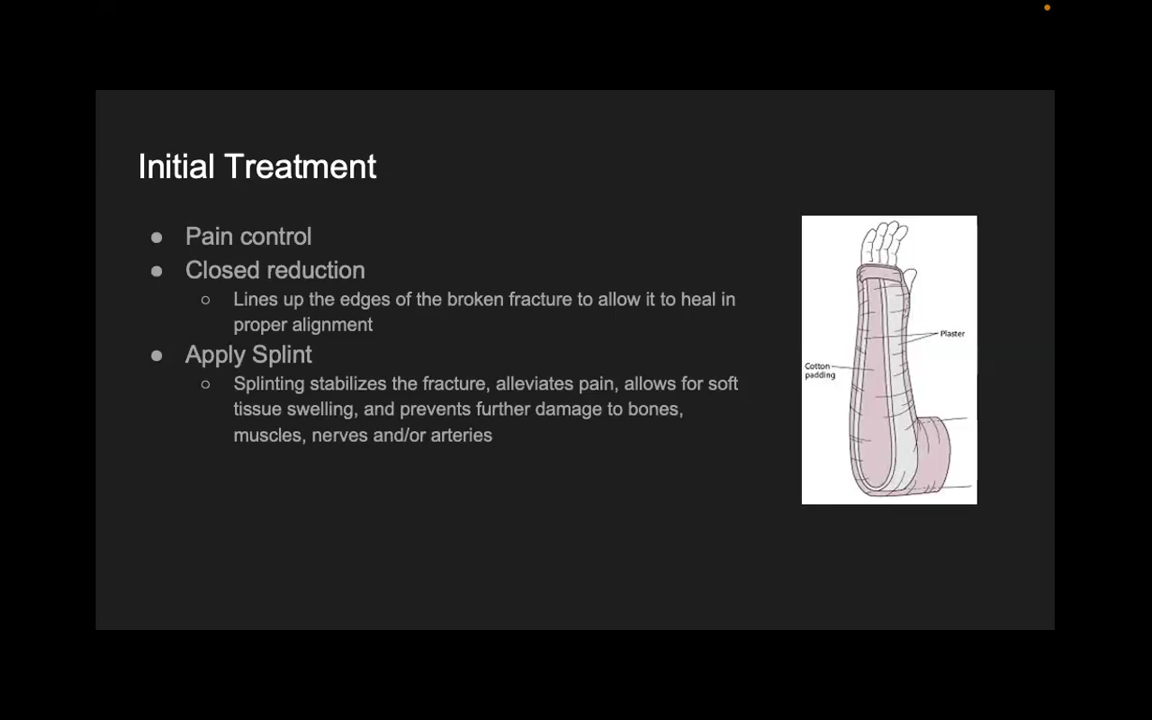 Initial Treatment
● Pain control
● Closed reduction
○ Lines up the edges of the broken fracture to allow it to heal in
proper alignment
● Apply Splint
○ Splinting stabilizes the fracture, alleviates pain, allows for soft
tissue swelling, and prevents further damage to bones,
muscles, nerves and/or arteries
Plaster
Cotton
padding